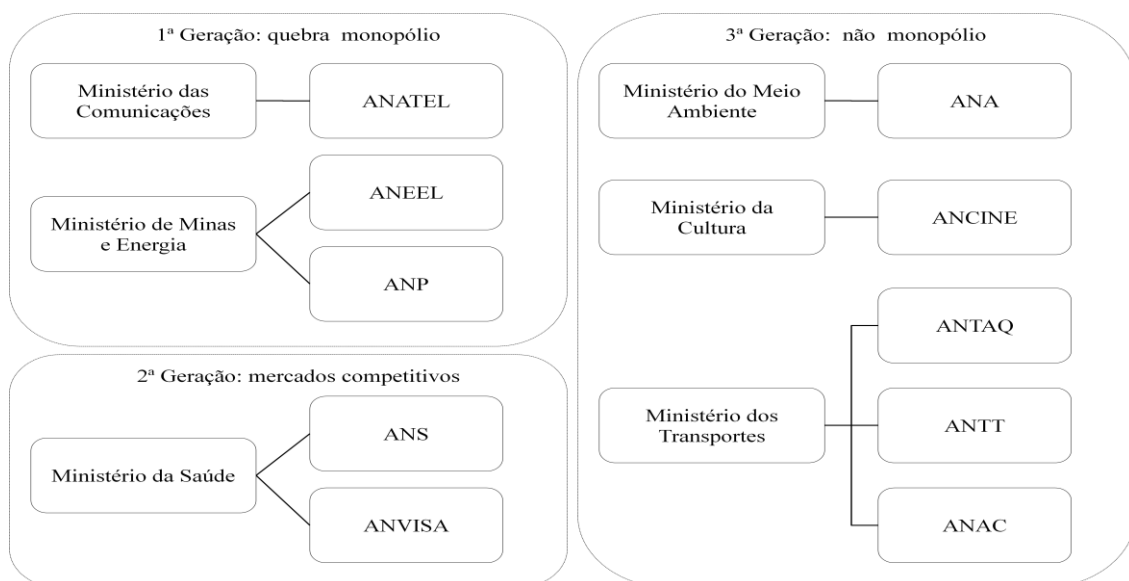 1ª Geração: quebra monopólio
Ministério das
Comunicações
ANATEL
Ministério de Minas
e Energia
ANEEL
ANP
2ª Geração: mercados competitivos
Ministério da Saúde
ANS
ANVISA
3ª Geração: não monopólio
Ministério do Meio
Ambiente
ANA
Ministério da
Cultura
ANCINE
Ministério dos
Transportes
ANTAQ
ANTT
ANAC